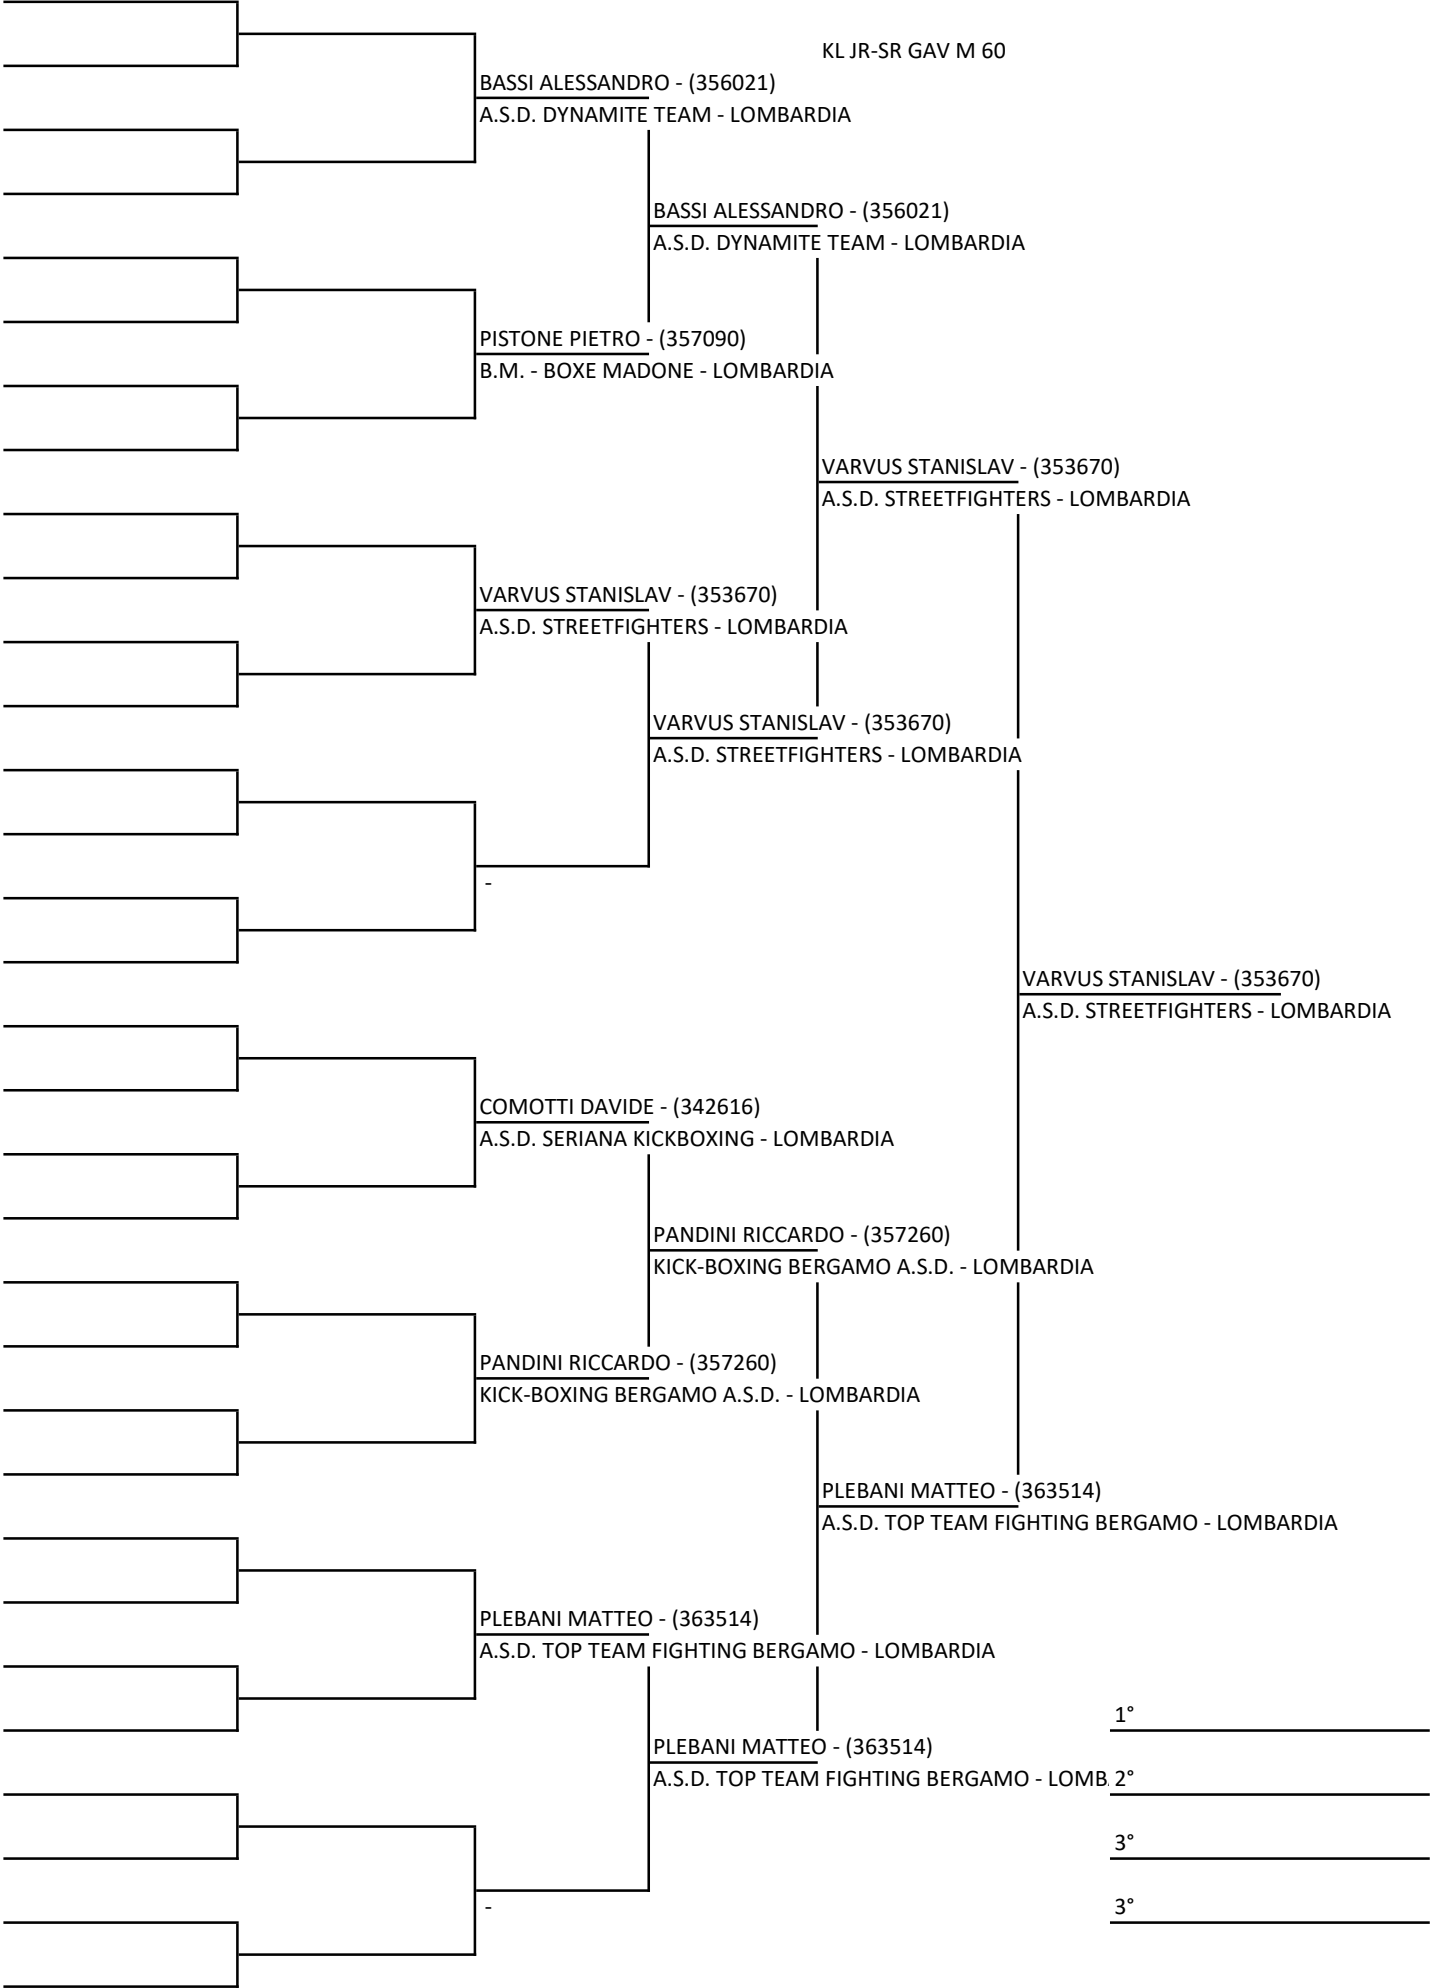 KL JR-SR GAV M 60
BASSI ALESSANDRO - (356021)
A.S.D. DYNAMITE TEAM - LOMBARDIA
BASSI ALESSANDRO - (356021)
A.S.D. DYNAMITE TEAM - LOMBARDIA
PISTONE PIETRO - (357090)
B.M. - BOXE MADONE - LOMBARDIA
VARVUS STANISLAV - (353670)
A.S.D. STREETFIGHTERS - LOMBARDIA
VARVUS STANISLAV - (353670)
A.S.D. STREETFIGHTERS - LOMBARDIA
VARVUS STANISLAV - (353670)
A.S.D. STREETFIGHTERS - LOMBARDIA
-
VARVUS STANISLAV - (353670)
A.S.D. STREETFIGHTERS - LOMBARDIA
COMOTTI DAVIDE - (342616)
A.S.D. SERIANA KICKBOXING - LOMBARDIA
PANDINI RICCARDO - (357260)
KICK-BOXING BERGAMO A.S.D. - LOMBARDIA
PANDINI RICCARDO - (357260)
KICK-BOXING BERGAMO A.S.D. - LOMBARDIA
PLEBANI MATTEO - (363514)
A.S.D. TOP TEAM FIGHTING BERGAMO - LOMBARDIA
PLEBANI MATTEO - (363514)
A.S.D. TOP TEAM FIGHTING BERGAMO - LOMBARDIA
1°
PLEBANI MATTEO - (363514)
A.S.D. TOP TEAM FIGHTING BERGAMO - LOMB
2°
3°
-
3°